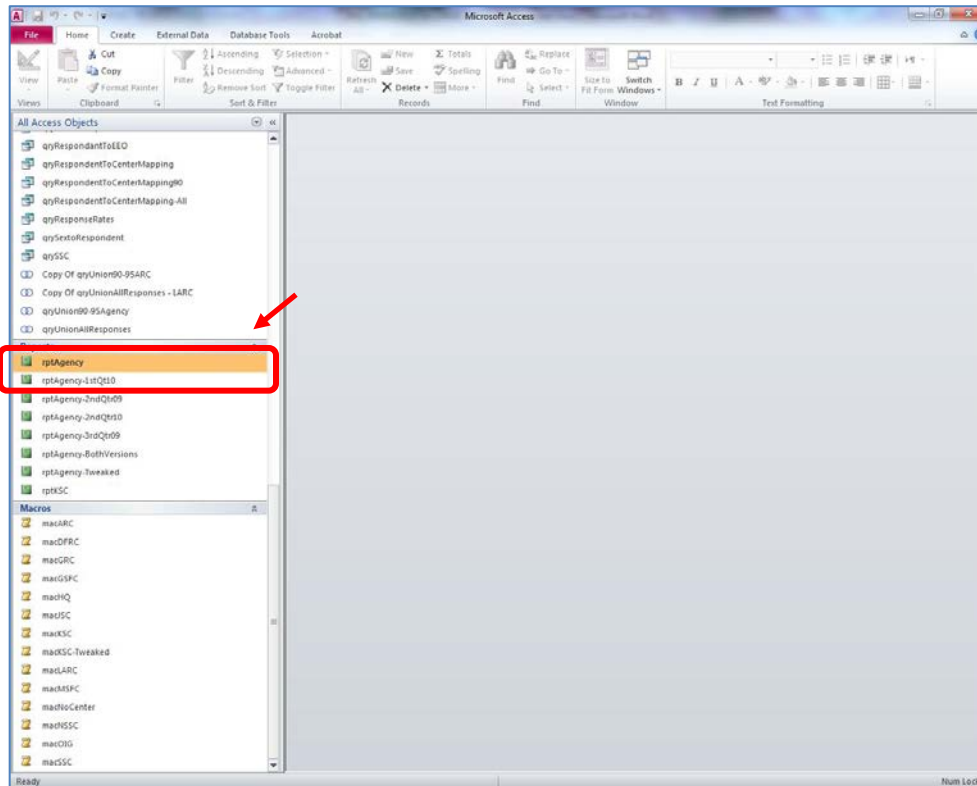 Microsoft Access
File Home Create External Data Database Tools Acrobat
View
Views
Paste
Cut
Copy
Format Painter
Clipboard
Filter
Ascending
Descending
Remove Sort
Selection
Advanced
Toggle Filter
Sort & Filter
Refresh All
New
Save
Delete
Totals
Spelling
More
Records
Find
Replace
Go To
Select
Find
Size to Fit Form
Switch Windows
Window
B I U A
Text Formatting
All Access Objects
qryRespondantToEEO
qryRespondentToCenterMapping
qryRespondentToCenterMapping90
qryRespondentToCenterMapping-All
qryResponseRates
qrySextoRespondent
qrySSC
Copy Of qryUnion90-95ARC
Copy Of qryUnionAllResponses - LARC
qryUnion90-95Agency
qryUnionAllResponses
Reports
rptAgency
rptAgency-1stQt10
rptAgency-2ndQtr09
rptAgency-2ndQtr10
rptAgency-3rdQtr09
rptAgency-BothVersions
rptAgency-Tweaked
rptKSC
Macros
macARC
macDFRC
macGRC
macGSFC
macHQ
macJSC
macKSC
macKSC-Tweaked
macLARC
macMSFC
macNoCenter
macNSSC
macOIG
macSSC
Ready
Num Loc